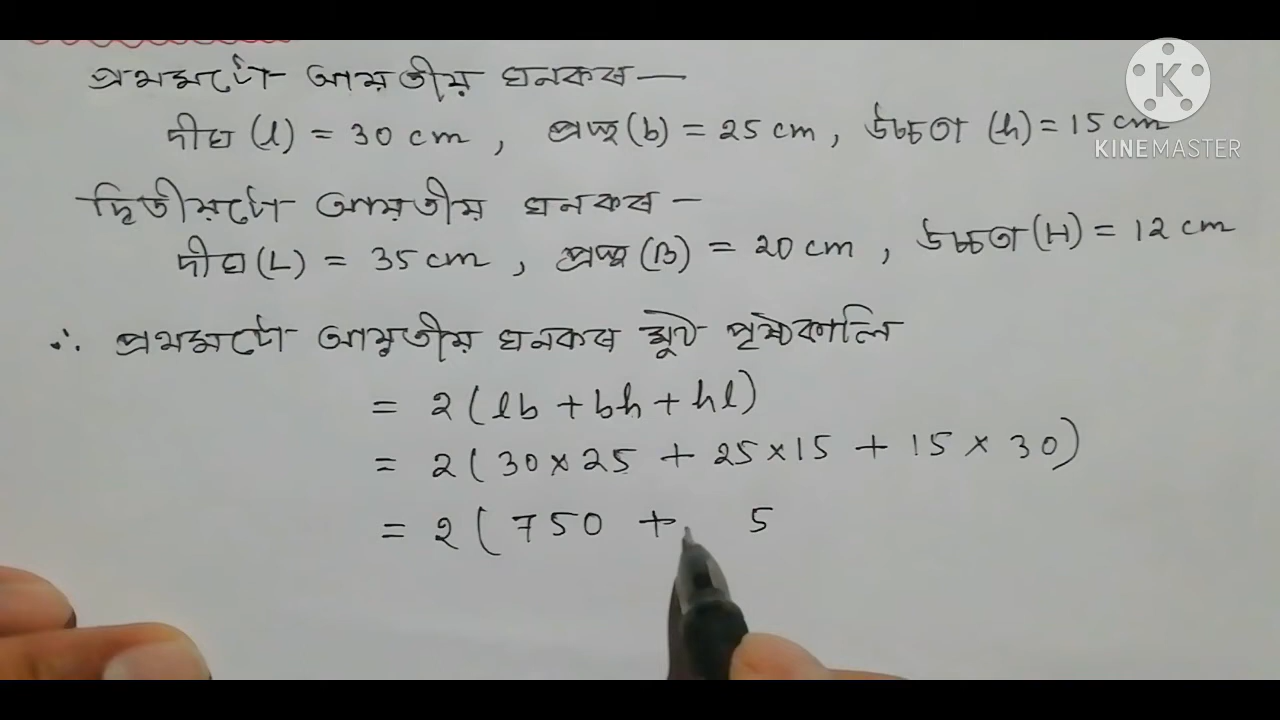 প্ৰথমটো আয়তীয় ঘনকৰ —
দীঘ (l) = 30 cm , প্ৰস্থ (b) = 25 cm , উচ্চতা (h) = 15 cm
KINEMASTER
দ্বিতীয়টো আয়তীয় ঘনকৰ —
দীঘ (L) = 35 cm , প্ৰস্থ (B) = 20 cm , উচ্চতা (H) = 12 cm
∴ প্ৰথমটো আয়তীয় ঘনকৰ মুঠ পৃষ্ঠকালি
= 2 ( lb + bh + hl )
= 2 ( 30 × 25 + 25 × 15 + 15 × 30 )
= 2 ( 750 + 5